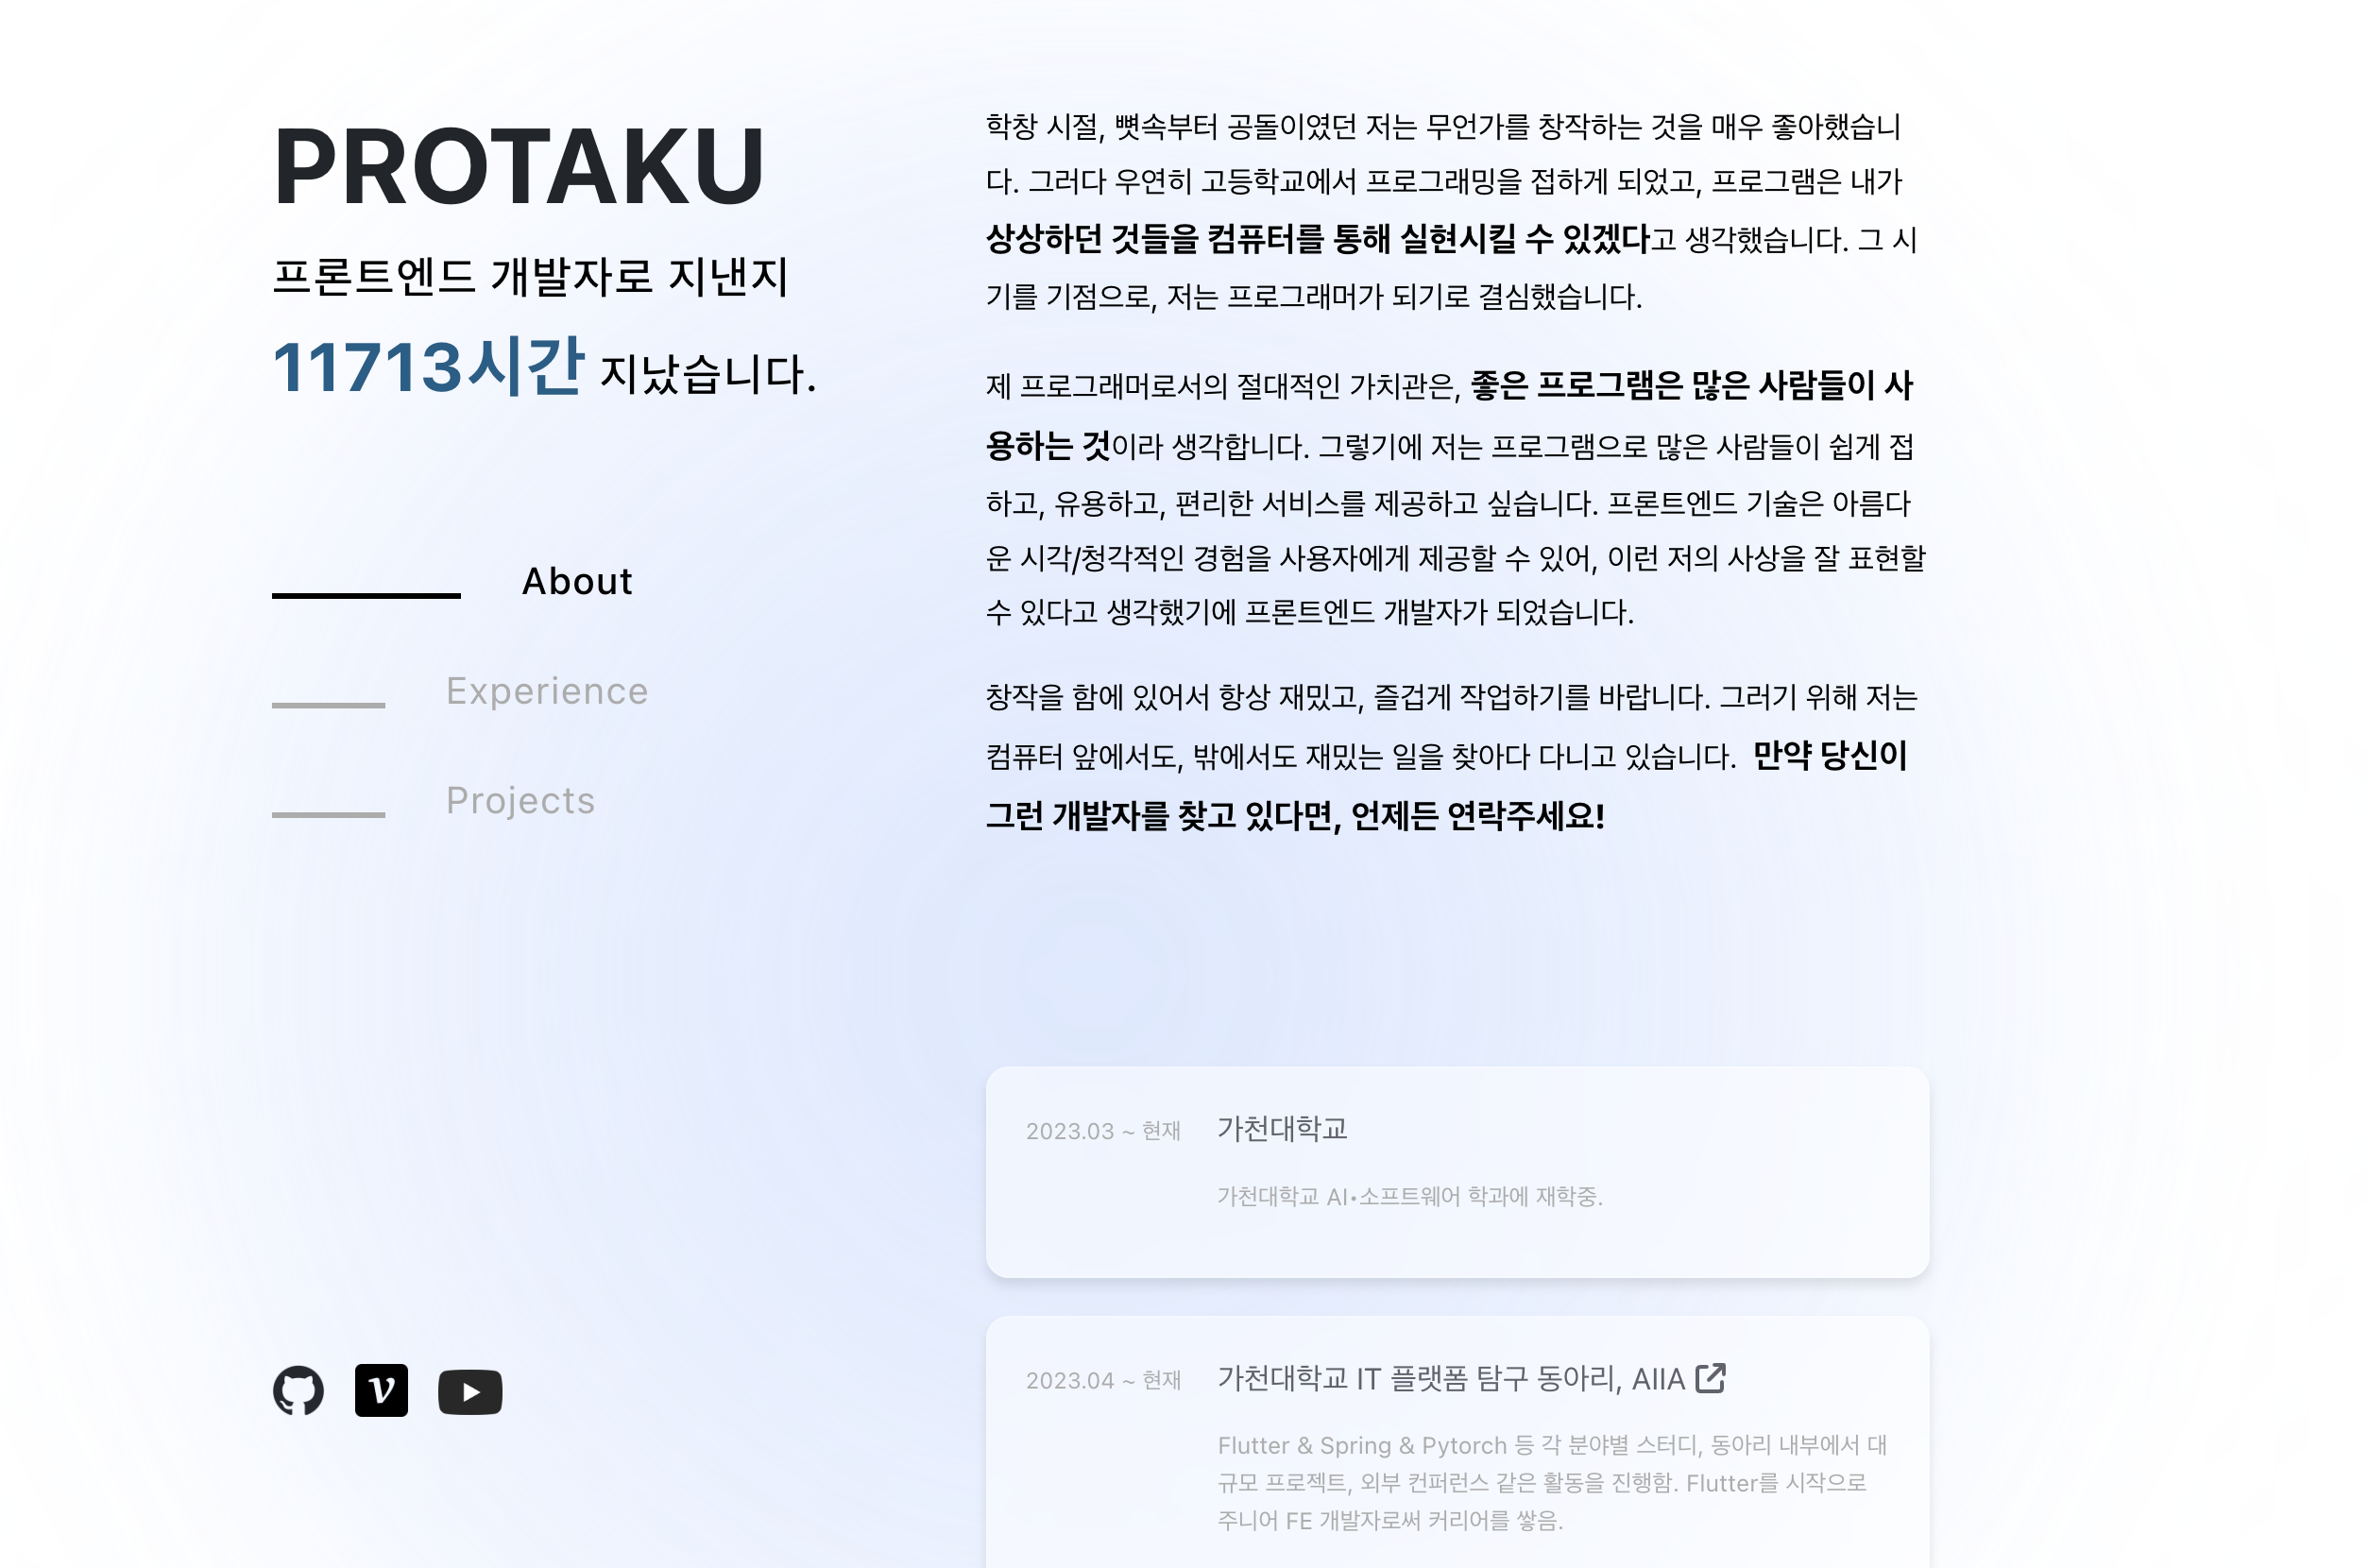 PROTAKU
프론트엔드 개발자로 지낸지
11713시간 지났습니다.
About
Experience
Projects
학창 시절, 뼛속부터 공돌이였던 저는 무언가를 창작하는 것을 매우 좋아했습니
다. 그러다 우연히 고등학교에서 프로그래밍을 접하게 되었고, 프로그램은 내가
상상하던 것들을 컴퓨터를 통해 실현시킬 수 있겠다고 생각했습니다. 그 시
기를 기점으로, 저는 프로그래머가 되기로 결심했습니다.
제 프로그래머로서의 절대적인 가치관은, 좋은 프로그램은 많은 사람들이 사
용하는 것이라 생각합니다. 그렇기에 저는 프로그램으로 많은 사람들이 쉽게 접
하고, 유용하고, 편리한 서비스를 제공하고 싶습니다. 프론트엔드 기술은 아름다
운 시각/청각적인 경험을 사용자에게 제공할 수 있어, 이런 저의 사상을 잘 표현할
수 있다고 생각했기에 프론트엔드 개발자가 되었습니다.
창작을 함에 있어서 항상 재밌고, 즐겁게 작업하기를 바랍니다. 그러기 위해 저는
컴퓨터 앞에서도, 밖에서도 재밌는 일을 찾아다 다니고 있습니다. 만약 당신이
그런 개발자를 찾고 있다면, 언제든 연락주세요!
2023.03 ~ 현재 가천대학교
가천대학교 AI•소프트웨어 학과에 재학중.
2023.04 ~ 현재 가천대학교 IT 플랫폼 탐구 동아리, AIIA
Flutter & Spring & Pytorch 등 각 분야별 스터디, 동아리 내부에서 대
규모 프로젝트, 외부 컨퍼런스 같은 활동을 진행함. Flutter를 시작으로
주니어 FE 개발자로써 커리어를 쌓음.
v